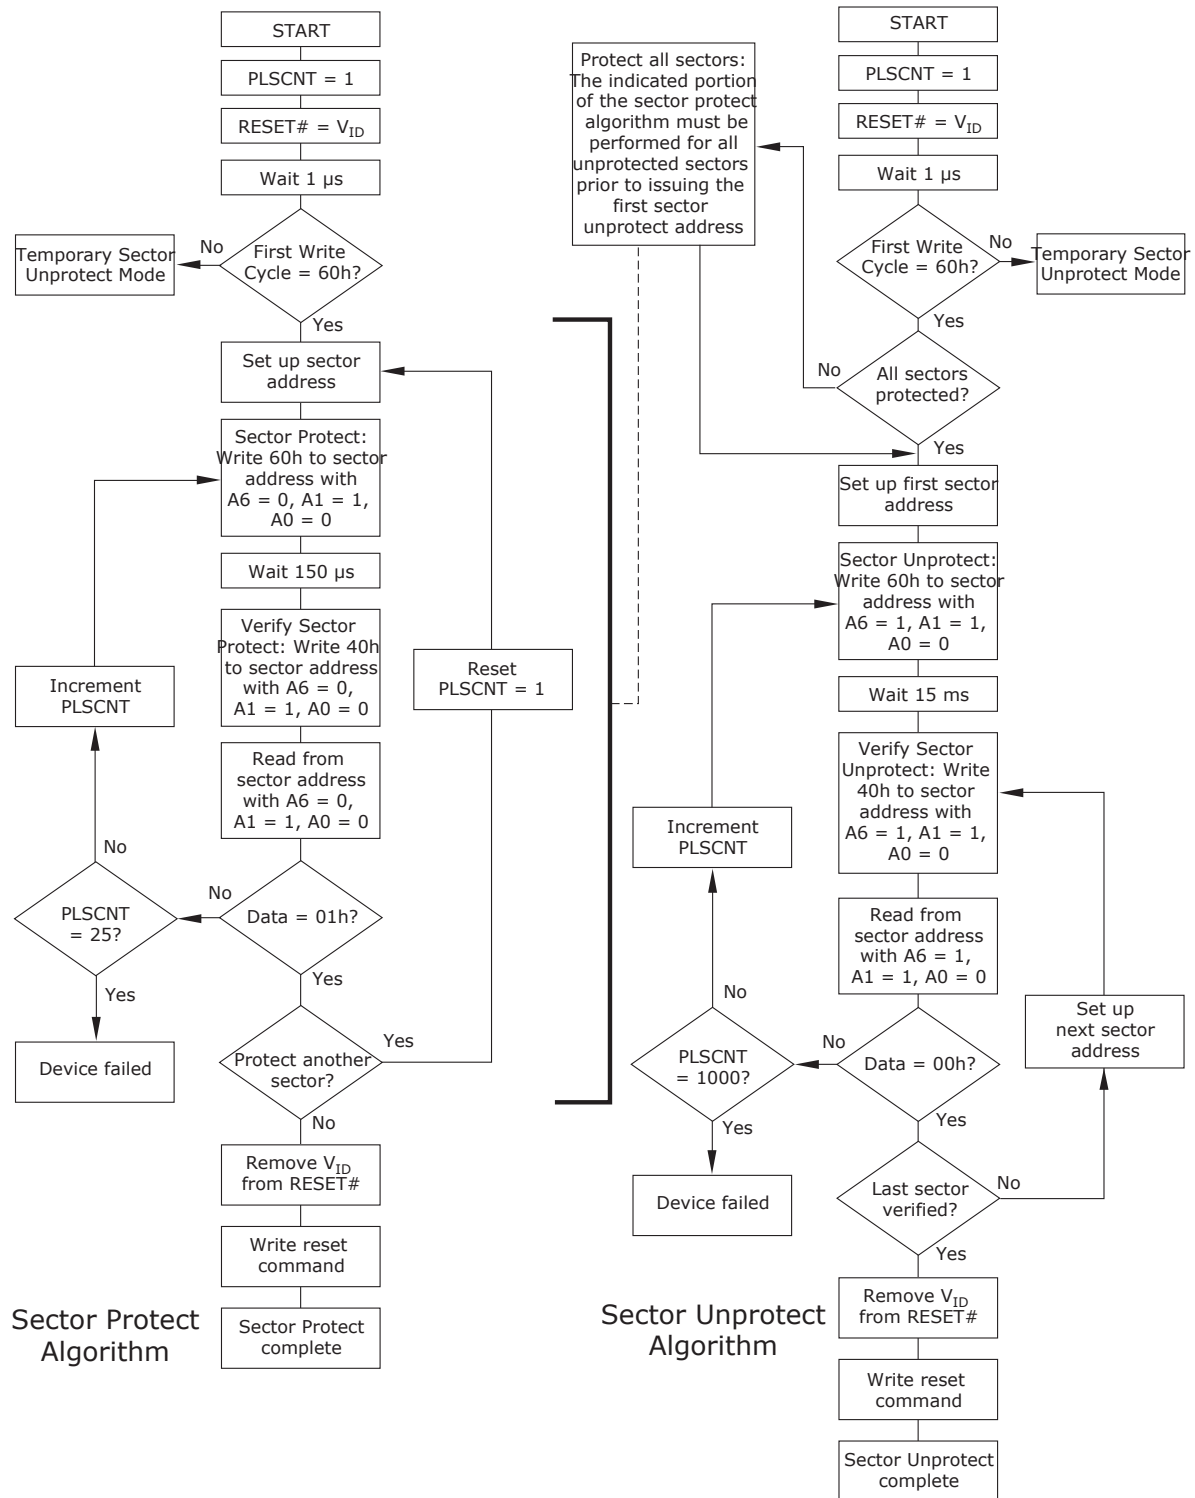 START
PLSCNT = 1
RESET# = VID
Wait 1 µs
First Write
Cycle = 60h?
No
Temporary Sector
Unprotect Mode
Yes
Set up sector
address
Sector Protect:
Write 60h to sector
address with
A6 = 0, A1 = 1,
A0 = 0
Wait 150 µs
Verify Sector
Protect: Write 40h
to sector address
with A6 = 0,
A1 = 1, A0 = 0
Reset
PLSCNT = 1
Increment
PLSCNT
Read from
sector address
with A6 = 0,
A1 = 1, A0 = 0
No
Data = 01h?
No
PLSCNT
= 25?
Yes
Device failed
Yes
Protect another
sector?
Yes
No
Remove VID
from RESET#
Write reset
command
Sector Protect
complete
Sector Protect
Algorithm
Protect all sectors:
The indicated portion
of the sector protect
algorithm must be
performed for all
unprotected sectors
prior to issuing the
first sector
unprotect address
START
PLSCNT = 1
RESET# = VID
Wait 1 µs
First Write
Cycle = 60h?
No
Temporary Sector
Unprotect Mode
Yes
All sectors
protected?
No
Yes
Set up first sector
address
Sector Unprotect:
Write 60h to sector
address with
A6 = 1, A1 = 1,
A0 = 0
Wait 15 ms
Verify Sector
Unprotect: Write
40h to sector
address with
A6 = 1, A1 = 1,
A0 = 0
Increment
PLSCNT
Read from
sector address
with A6 = 1,
A1 = 1, A0 = 0
No
Data = 00h?
No
PLSCNT
= 1000?
Yes
Device failed
Set up
next sector
address
Yes
Last sector
verified?
No
Yes
Remove VID
from RESET#
Write reset
command
Sector Unprotect
complete
Sector Unprotect
Algorithm